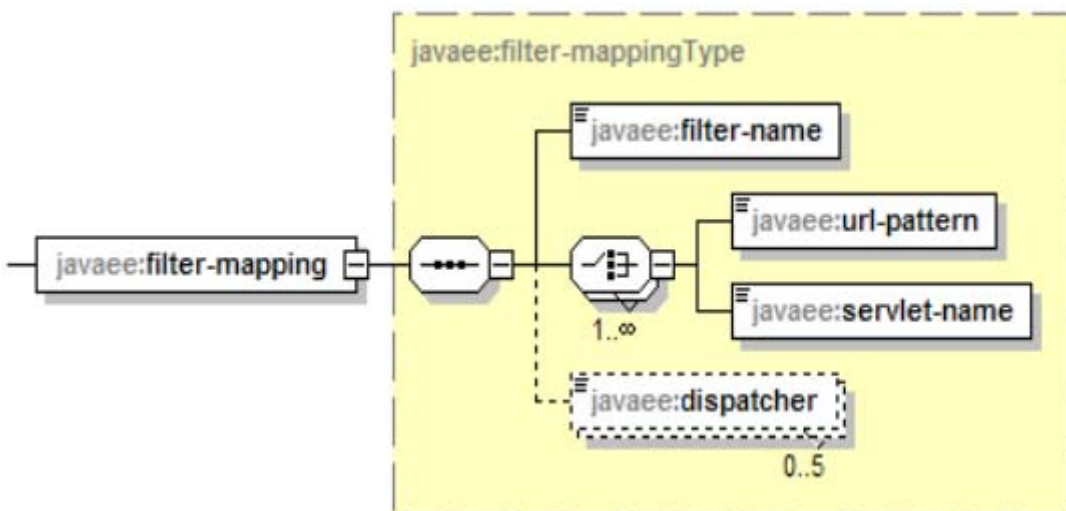 javaee:filter-mappingType
javaee:filter-name
javaee:url-pattern
javaee:filter-mapping
javaee:servlet-name
1..∞
javaee:dispatcher
0..5